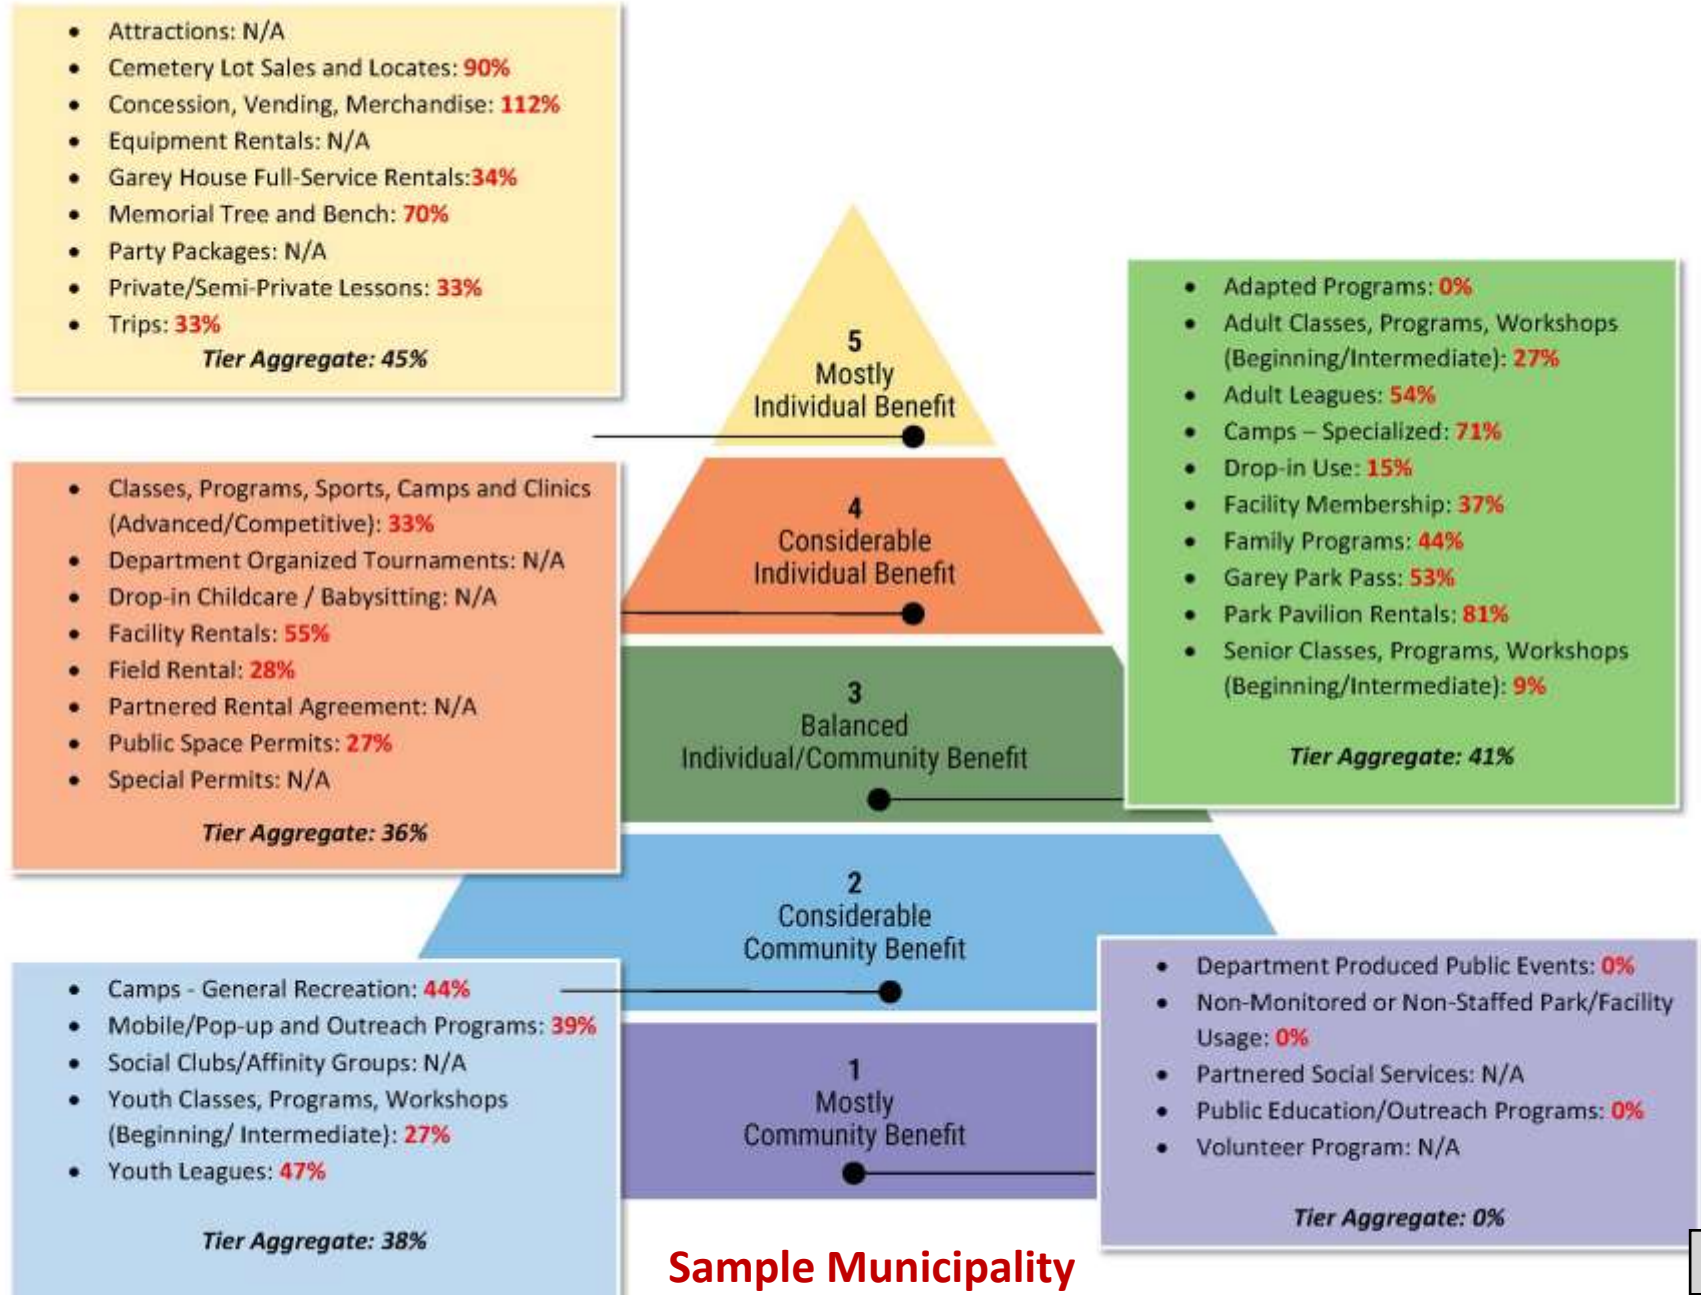 • Attractions: N/A
• Cemetery Lot Sales and Locates: 90%
• Concession, Vending, Merchandise: 112%
• Equipment Rentals: N/A
• Garey House Full-Service Rentals:34%
• Memorial Tree and Bench: 70%
• Party Packages: N/A
• Private/Semi-Private Lessons: 33%
• Trips: 33%
Tier Aggregate: 45%
5
Mostly
Individual Benefit
• Classes, Programs, Sports, Camps and Clinics
(Advanced/Competitive): 33%
• Department Organized Tournaments: N/A
• Drop-in Childcare / Babysitting: N/A
• Facility Rentals: 55%
• Field Rental: 28%
• Partnered Rental Agreement: N/A
• Public Space Permits: 27%
• Special Permits: N/A
Tier Aggregate: 36%
4
Considerable
Individual Benefit
• Adapted Programs: 0%
• Adult Classes, Programs, Workshops
(Beginning/Intermediate): 27%
• Adult Leagues: 54%
• Camps – Specialized: 71%
• Drop-in Use: 15%
• Facility Membership: 37%
• Family Programs: 44%
• Garey Park Pass: 53%
• Park Pavilion Rentals: 81%
• Senior Classes, Programs, Workshops
(Beginning/Intermediate): 9%
Tier Aggregate: 41%
3
Balanced
Individual/Community Benefit
2
Considerable
Community Benefit
• Camps - General Recreation: 44%
• Mobile/Pop-up and Outreach Programs: 39%
• Social Clubs/Affinity Groups: N/A
• Youth Classes, Programs, Workshops
(Beginning/ Intermediate): 27%
• Youth Leagues: 47%
Tier Aggregate: 38%
1
Mostly
Community Benefit
• Department Produced Public Events: 0%
• Non-Monitored or Non-Staffed Park/Facility
Usage: 0%
• Partnered Social Services: N/A
• Public Education/Outreach Programs: 0%
• Volunteer Program: N/A
Tier Aggregate: 0%
Sample Municipality